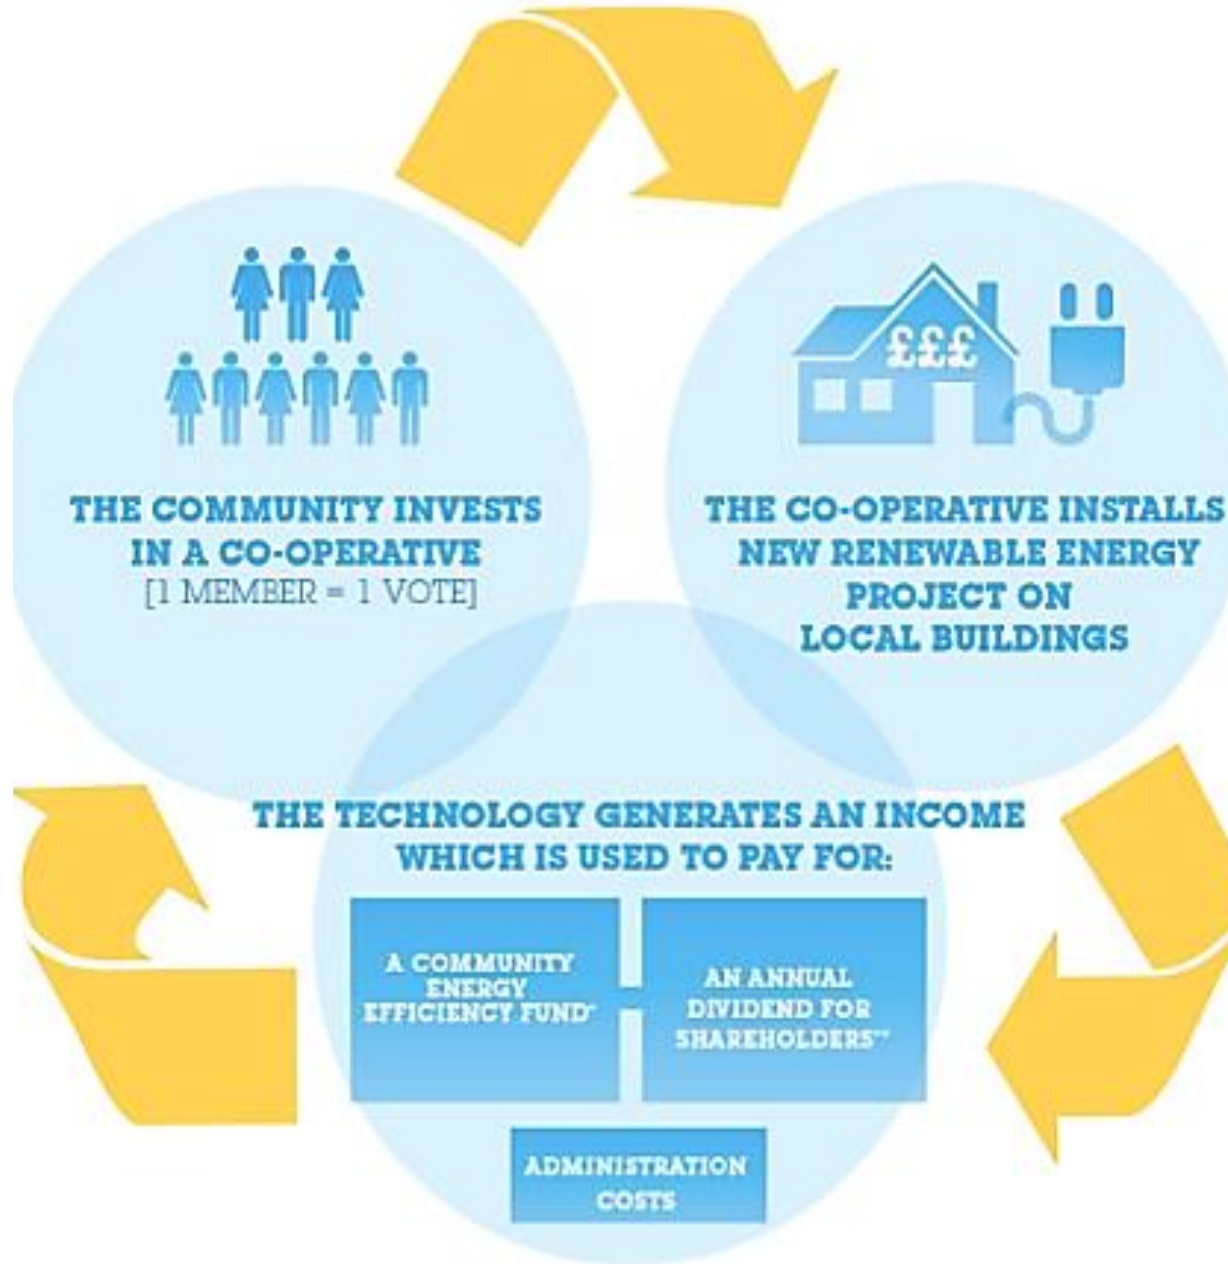 THE COMMUNITY INVESTS
IN A CO-OPERATIVE
[1 MEMBER = 1 VOTE]
£££
THE CO-OPERATIVE INSTALLS
NEW RENEWABLE ENERGY
PROJECT ON
LOCAL BUILDINGS
THE TECHNOLOGY GENERATES AN INCOME
WHICH IS USED TO PAY FOR:
A COMMUNITY
ENERGY
EFFICIENCY FUND*
AN ANNUAL
DIVIDEND FOR
SHAREHOLDERS**
ADMINISTRATION
COSTS